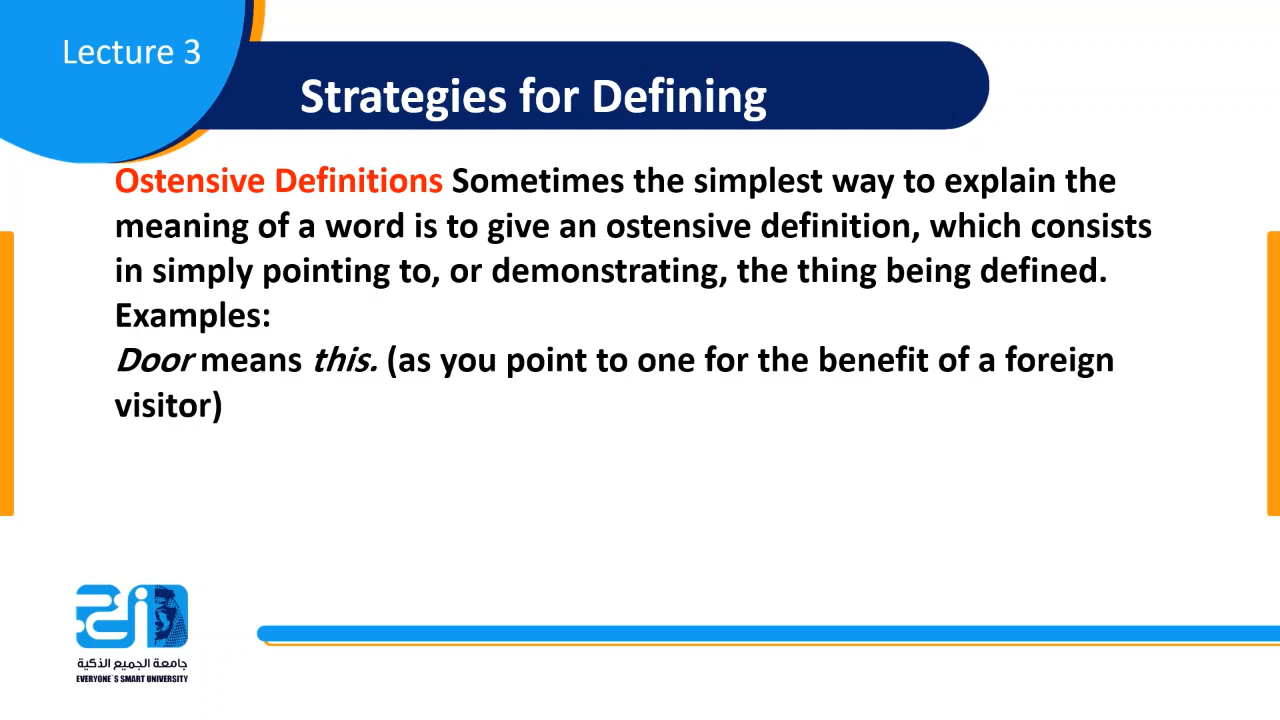 Lecture 3
Strategies for Defining
Ostensive Definitions Sometimes the simplest way to explain the
meaning of a word is to give an ostensive definition, which consists
in simply pointing to, or demonstrating, the thing being defined.
Examples:
Door means this. (as you point to one for the benefit of a foreign
visitor)
جامعة الجميع الذكية
EVERYONE`S SMART UNIVERSITY